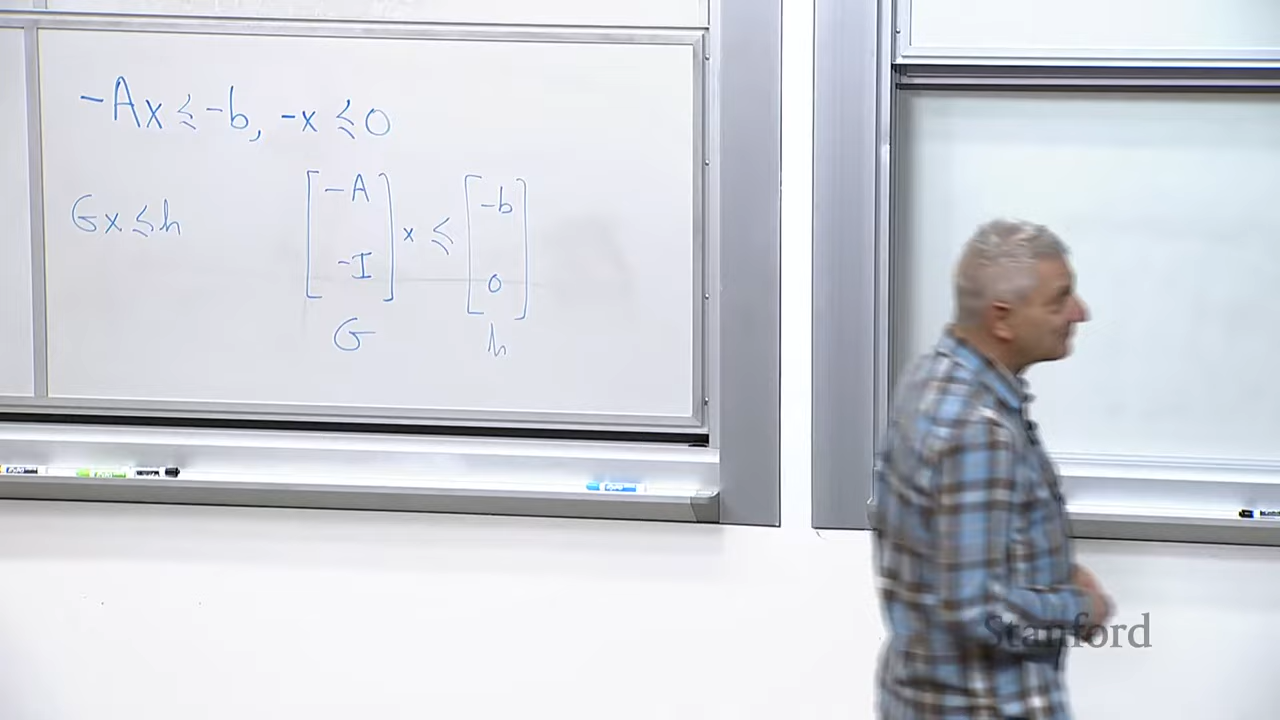 -Ax ≤ -b, -x ≤ 0
Gx ≤ h
[-A
-I] x ≤ [-b
0]
G h
Stanford